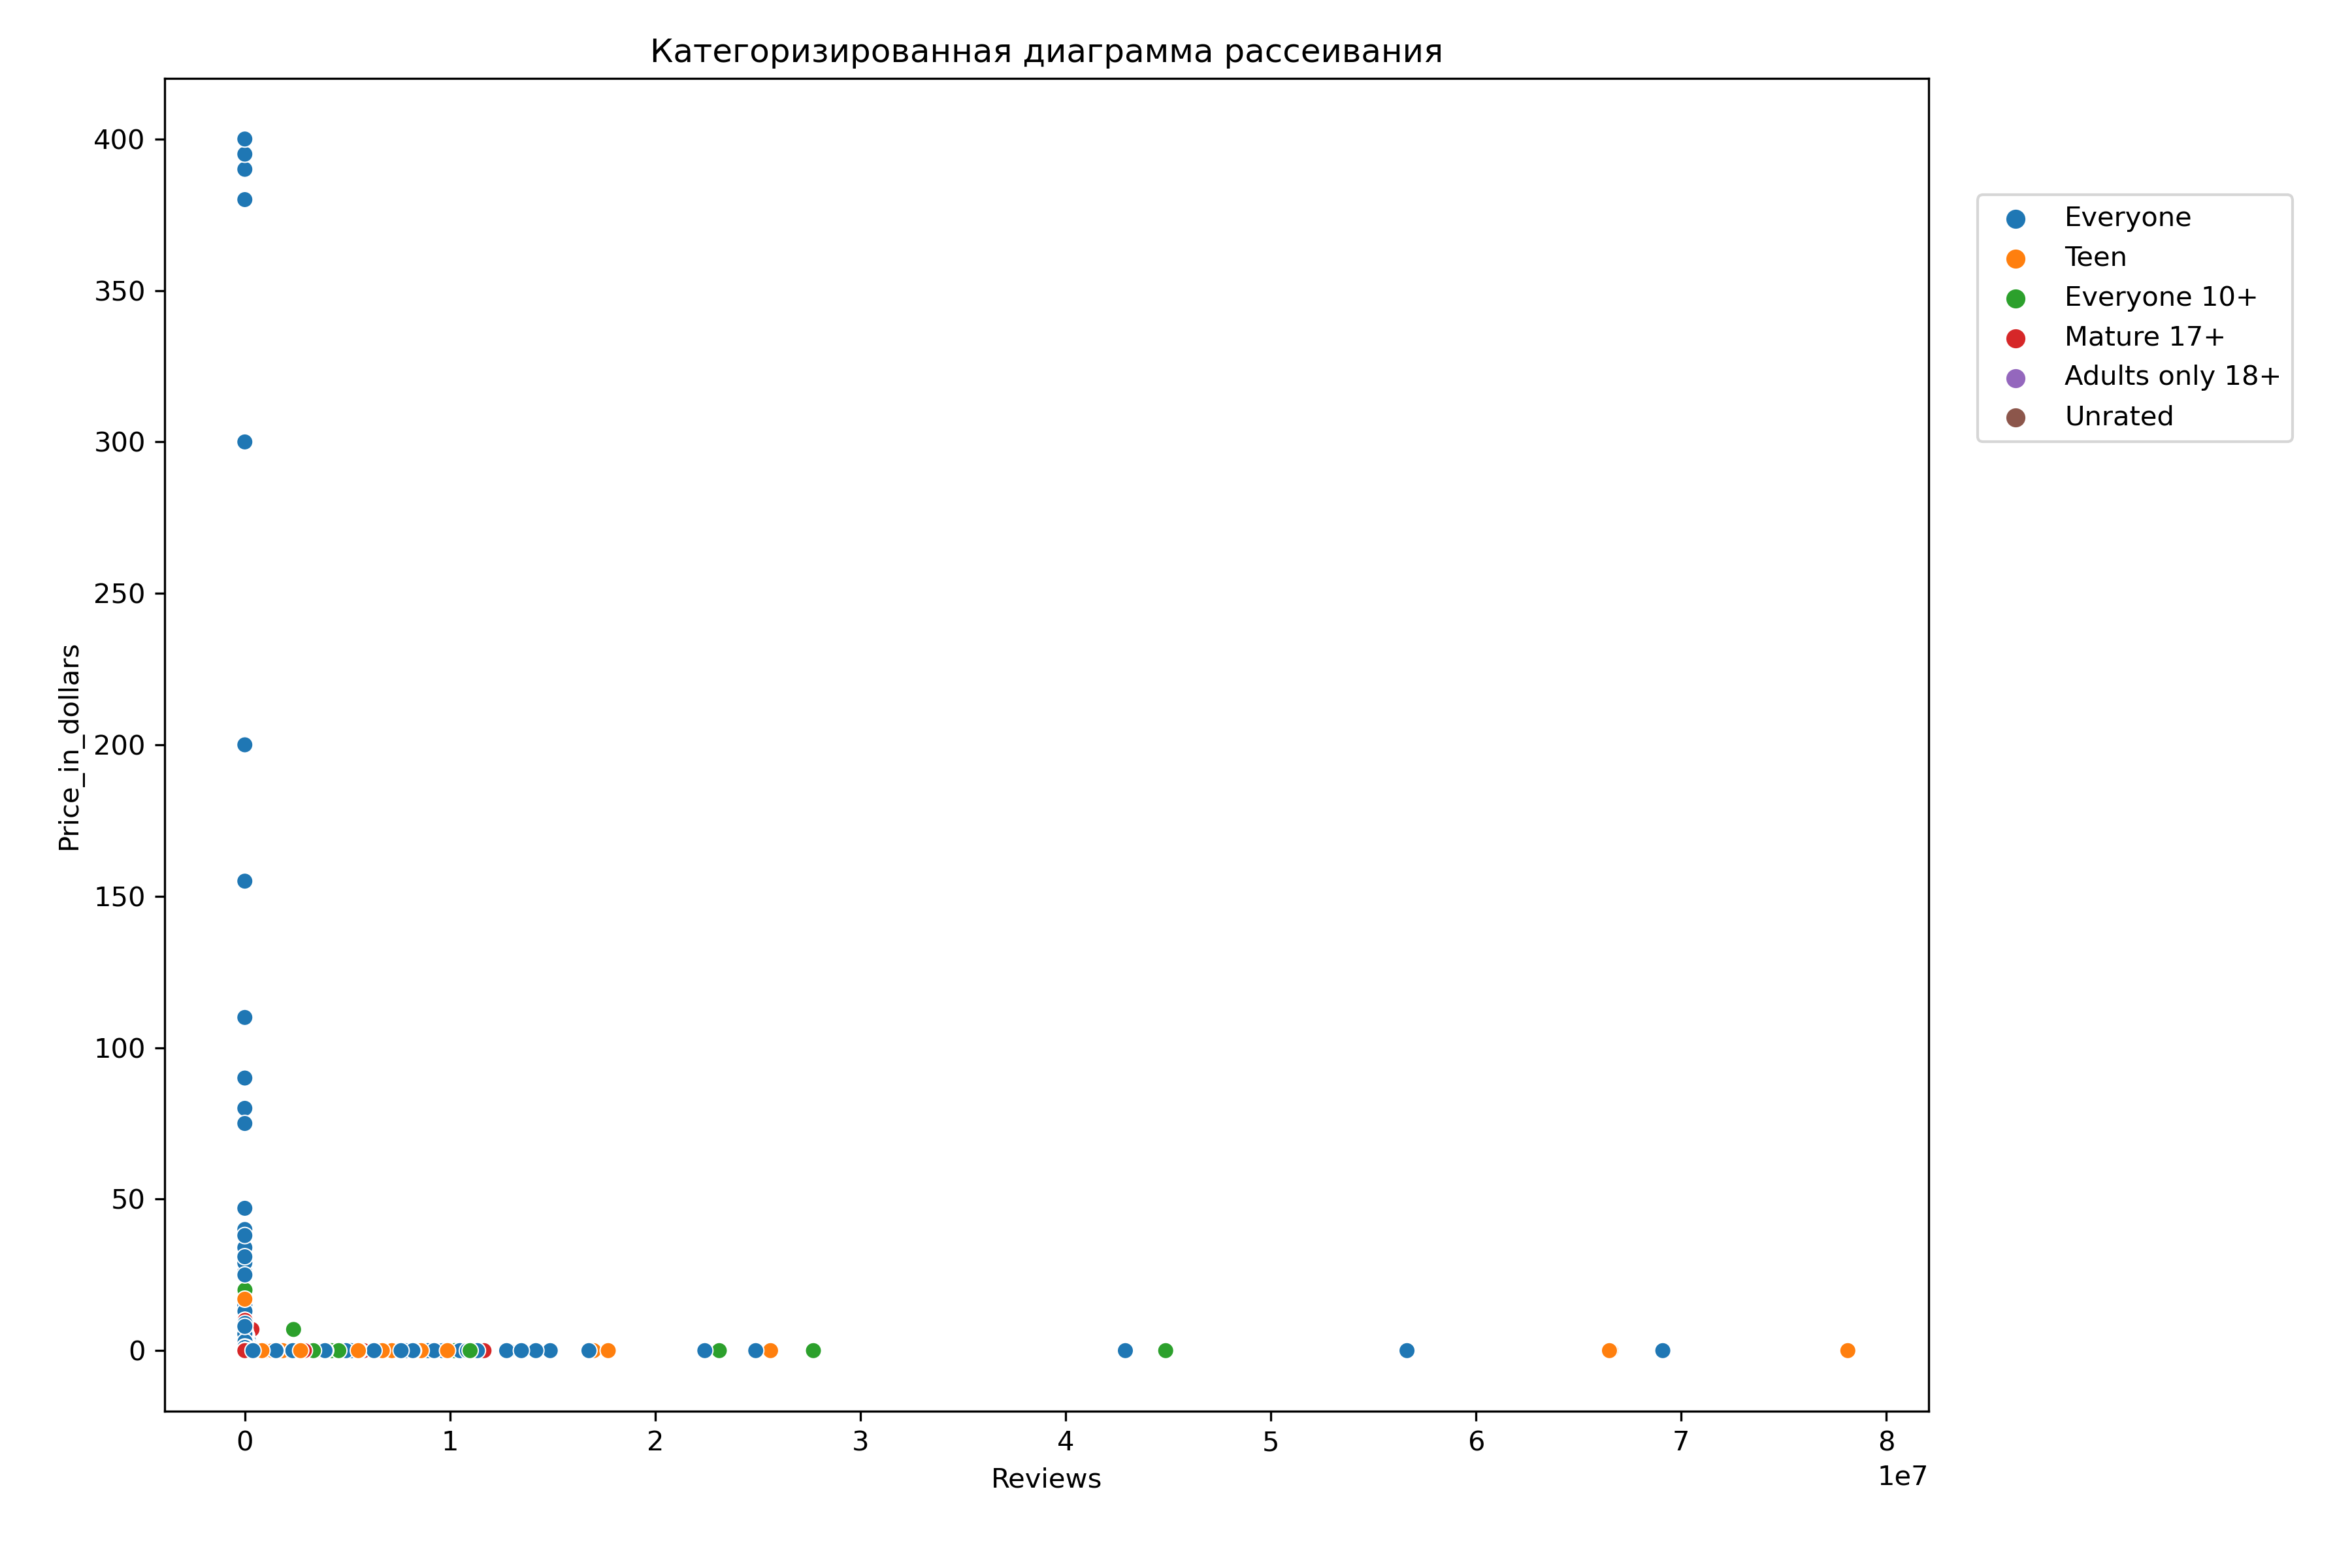 Категоризированная диаграмма рассеивания
400
350
300
250
200
150
100
50
0
Price_in_dollars
0 1 2 3 4 5 6 7 8
1e7
Reviews
Everyone
Teen
Everyone 10+
Mature 17+
Adults only 18+
Unrated